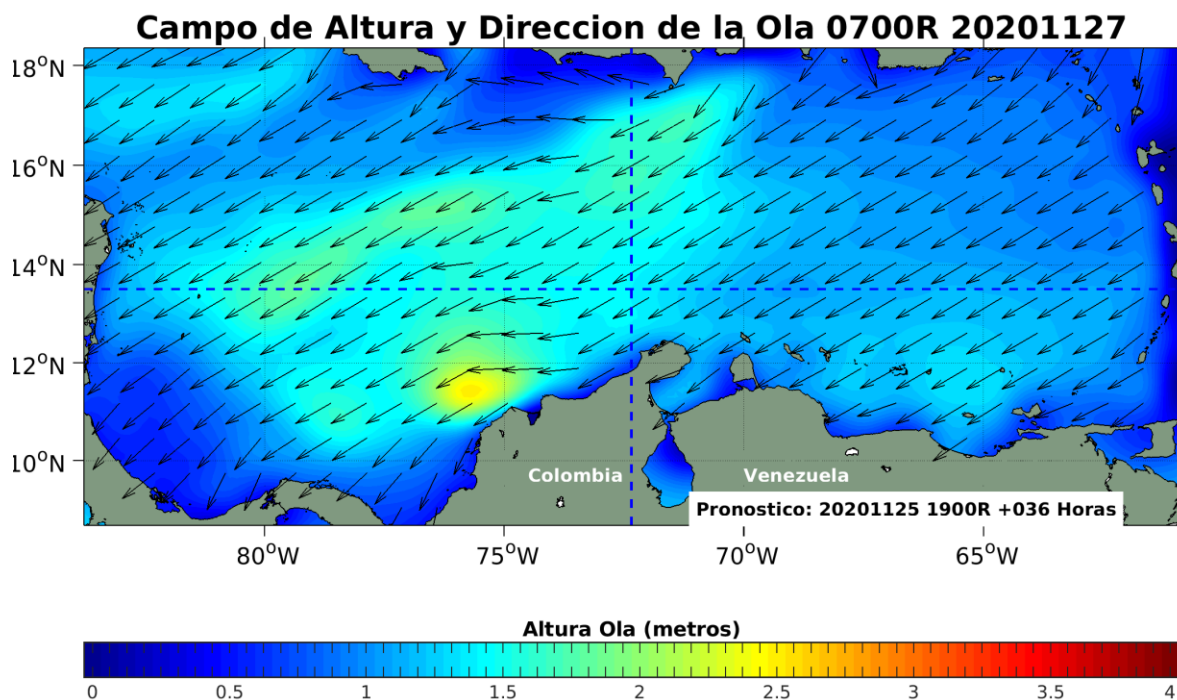 Campo de Altura y Direccion de la Ola 0700R 20201127
18°N
16°N
14°N
12°N
10°N
Colombia
Venezuela
Pronostico: 20201125 1900R +036 Horas
80°W
75°W
70°W
65°W
Altura Ola (metros)
0 0.5 1 1.5 2 2.5 3 3.5 4